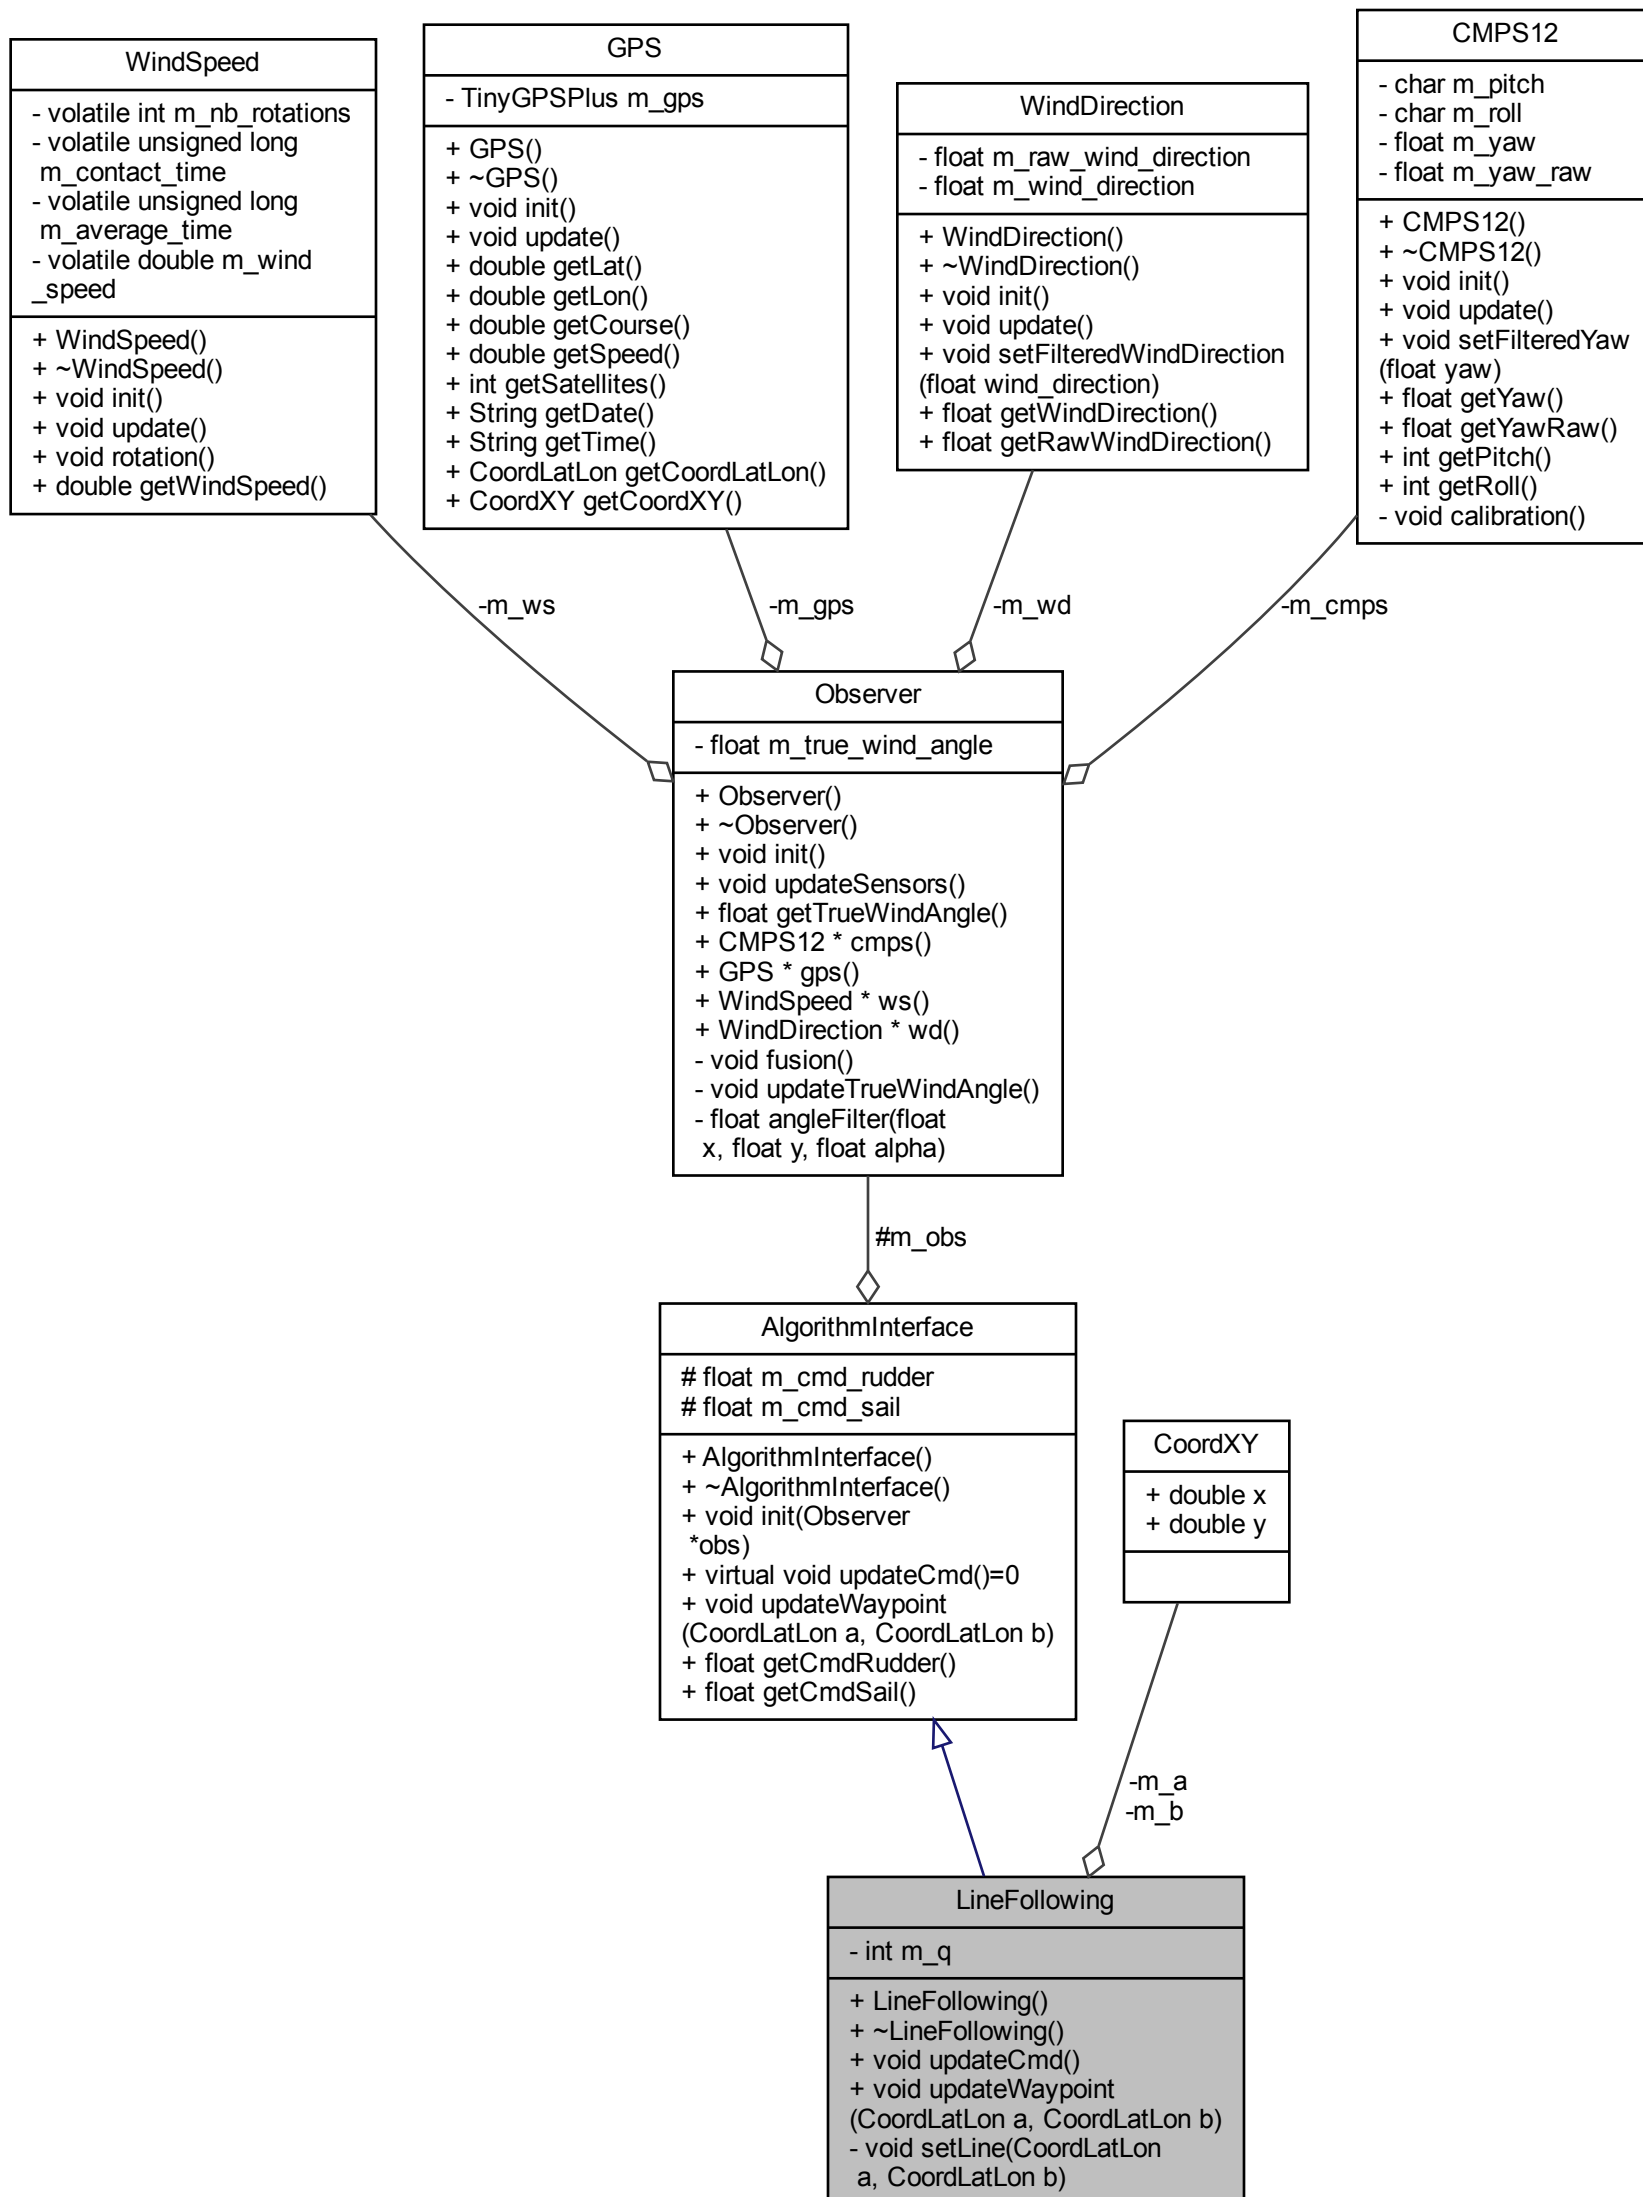 WindSpeed
- volatile int m_nb_rotations
- volatile unsigned long
m_contact_time
- volatile unsigned long
m_average_time
- volatile double m_wind
_speed
+ WindSpeed()
+ ~WindSpeed()
+ void init()
+ void update()
+ void rotation()
+ double getWindSpeed()
GPS
- TinyGPSPlus m_gps
+ GPS()
+ ~GPS()
+ void init()
+ void update()
+ double getLat()
+ double getLon()
+ double getCourse()
+ double getSpeed()
+ int getSatellites()
+ String getDate()
+ String getTime()
+ CoordLatLon getCoordLatLon()
+ CoordXY getCoordXY()
WindDirection
- float m_raw_wind_direction
- float m_wind_direction
+ WindDirection()
+ ~WindDirection()
+ void init()
+ void update()
+ void setFilteredWindDirection
(float wind_direction)
+ float getWindDirection()
+ float getRawWindDirection()
CMPS12
- char m_pitch
- char m_roll
- float m_yaw
- float m_yaw_raw
+ CMPS12()
+ ~CMPS12()
+ void init()
+ void update()
+ void setFilteredYaw
(float yaw)
+ float getYaw()
+ float getYawRaw()
+ int getPitch()
+ int getRoll()
- void calibration()
-m_ws
-m_gps
-m_wd
-m_cmps
Observer
- float m_true_wind_angle
+ Observer()
+ ~Observer()
+ void init()
+ void updateSensors()
+ float getTrueWindAngle()
+ CMPS12 * cmps()
+ GPS * gps()
+ WindSpeed * ws()
+ WindDirection * wd()
- void fusion()
- void updateTrueWindAngle()
- float angleFilter(float
x, float y, float alpha)
#m_obs
AlgorithmInterface
# float m_cmd_rudder
# float m_cmd_sail
+ AlgorithmInterface()
+ ~AlgorithmInterface()
+ void init(Observer
*obs)
+ virtual void updateCmd()=0
+ void updateWaypoint
(CoordLatLon a, CoordLatLon b)
+ float getCmdRudder()
+ float getCmdSail()
CoordXY
+ double x
+ double y
-m_a
-m_b
LineFollowing
- int m_q
+ LineFollowing()
+ ~LineFollowing()
+ void updateCmd()
+ void updateWaypoint
(CoordLatLon a, CoordLatLon b)
- void setLine(CoordLatLon
a, CoordLatLon b)